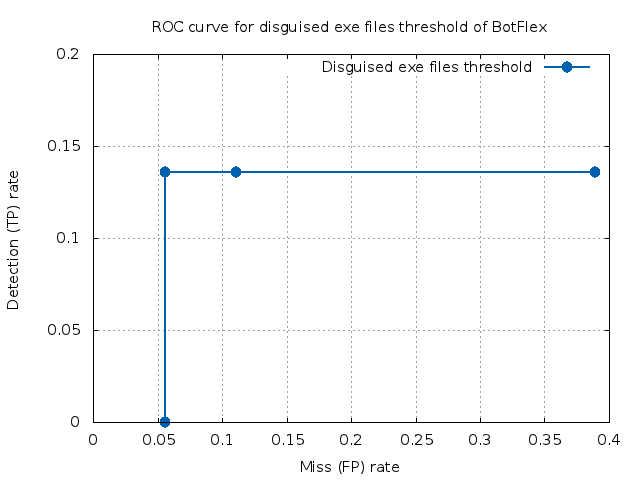 ROC curve for disguised exe files threshold of BotFlex
Disguised exe files threshold
0.2
0.15
0.1
0.05
0
Detection (TP) rate
0 0.05 0.1 0.15 0.2 0.25 0.3 0.35 0.4
Miss (FP) rate